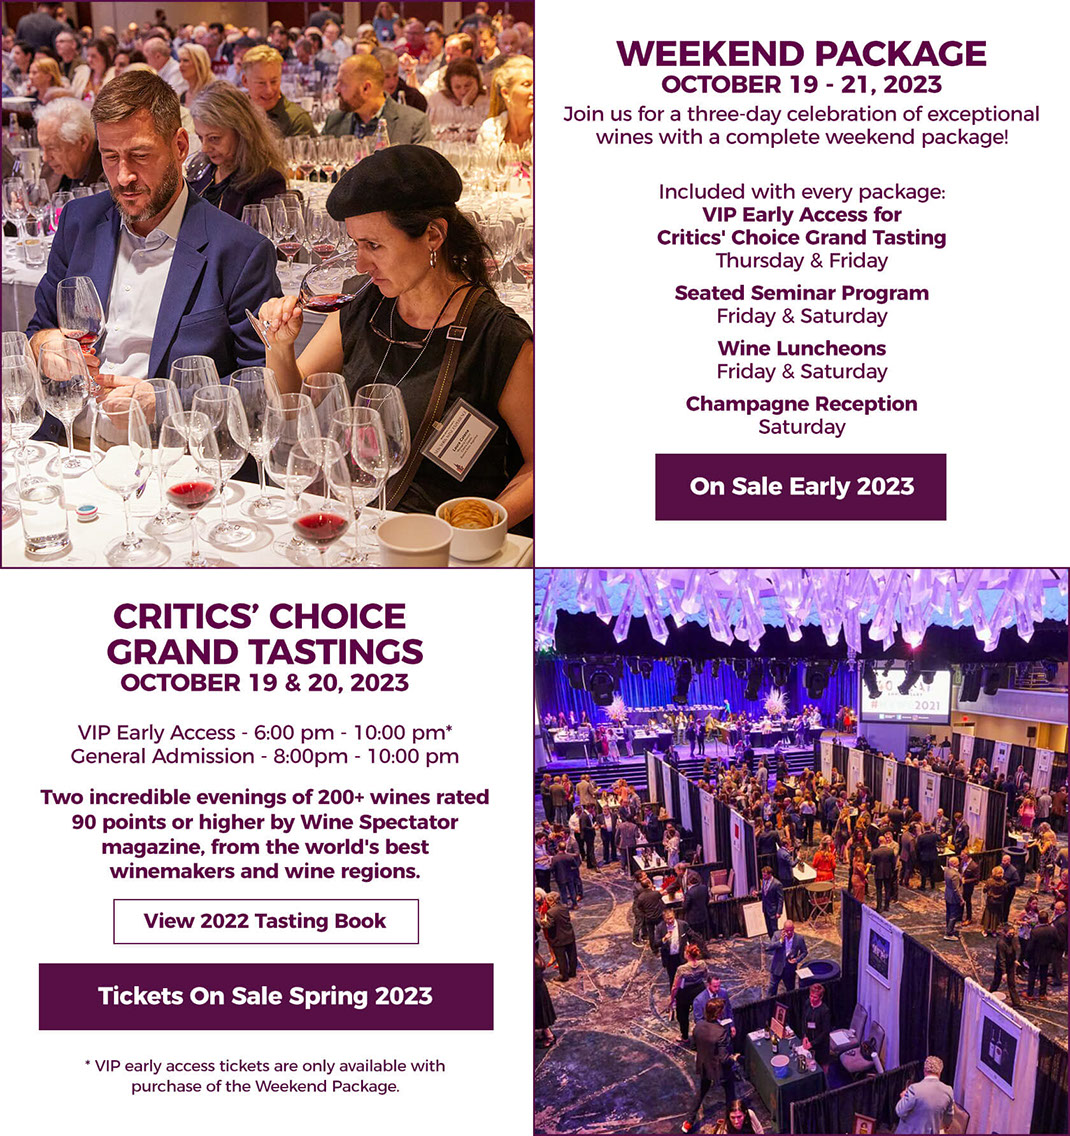 WEEKEND PACKAGE
OCTOBER 19 - 21, 2023
Join us for a three-day celebration of exceptional
wines with a complete weekend package!
Included with every package:
VIP Early Access for
Critics' Choice Grand Tasting
Thursday & Friday
Seated Seminar Program
Friday & Saturday
Wine Luncheons
Friday & Saturday
Champagne Reception
Saturday
On Sale Early 2023
CRITICS’ CHOICE
GRAND TASTINGS
OCTOBER 19 & 20, 2023
VIP Early Access - 6:00 pm - 10:00 pm*
General Admission - 8:00pm - 10:00 pm
Two incredible evenings of 200+ wines rated
90 points or higher by Wine Spectator
magazine, from the world's best
winemakers and wine regions.
View 2022 Tasting Book
Tickets On Sale Spring 2023
* VIP early access tickets are only available with
purchase of the Weekend Package.
2021